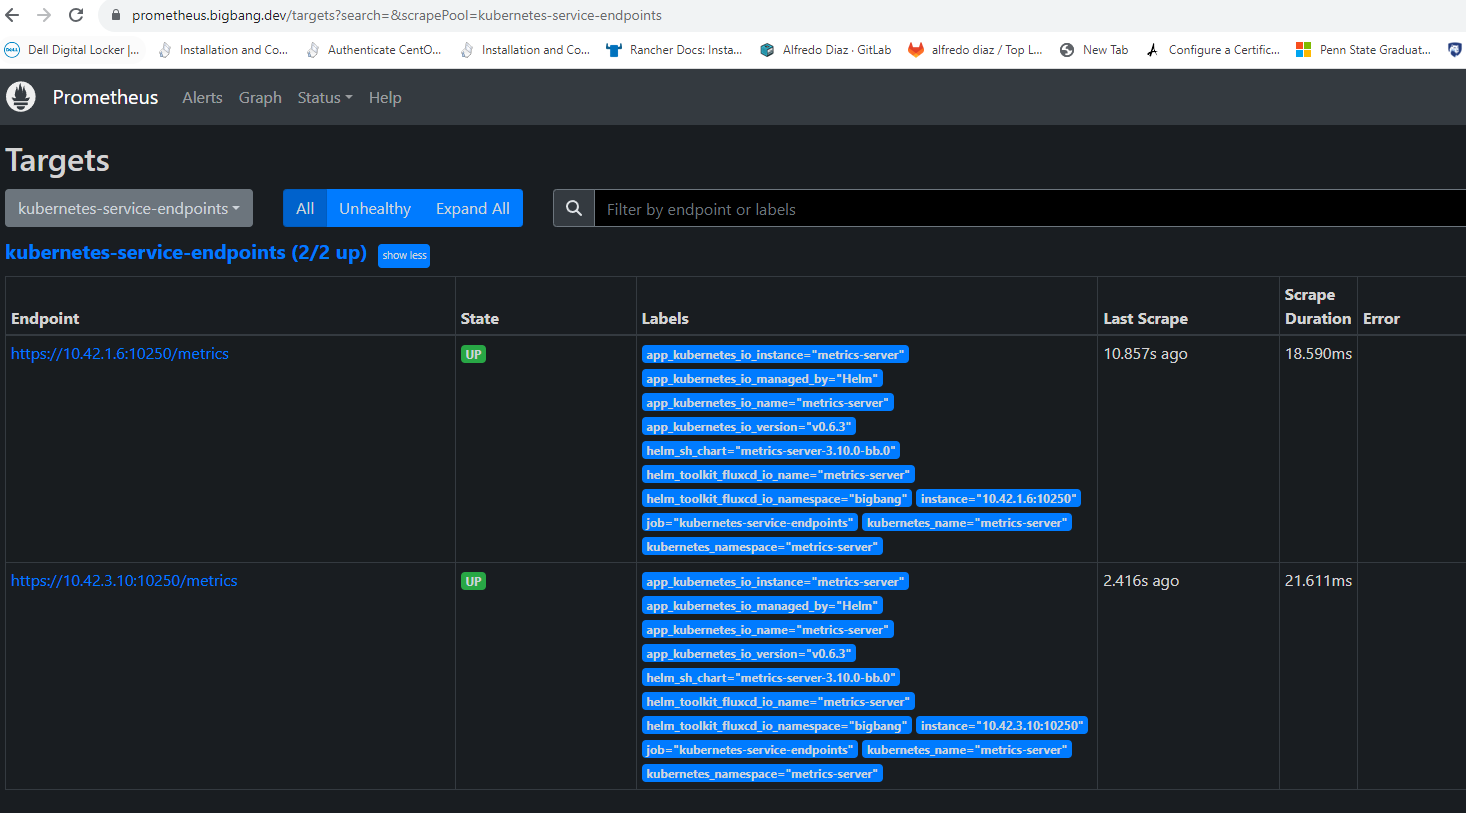 prometheus.bigbang.dev/targets?search=&scrapePool=kubernetes-service-endpoints
DELL Dell Digital Locker |... Installation and Co... Authenticate CentO... Installation and Co... Rancher Docs: Insta... Alfredo Diaz · GitLab alfredo diaz / Top L... New Tab Configure a Certific... Penn State Graduat...
Prometheus Alerts Graph Status Help
Targets
kubernetes-service-endpoints All Unhealthy Expand All Filter by endpoint or labels
kubernetes-service-endpoints (2/2 up) show less
Endpoint State Labels Last Scrape Scrape Duration Error
https://10.42.1.6:10250/metrics UP app_kubernetes_io_instance="metrics-server" 10.857s ago 18.590ms
app_kubernetes_io_managed_by="Helm"
app_kubernetes_io_name="metrics-server"
app_kubernetes_io_version="v0.6.3"
helm_sh_chart="metrics-server-3.10.0-bb.0"
helm_toolkit_fluxcd_io_name="metrics-server"
helm_toolkit_fluxcd_io_namespace="bigbang" instance="10.42.1.6:10250"
job="kubernetes-service-endpoints" kubernetes_name="metrics-server"
kubernetes_namespace="metrics-server"
https://10.42.3.10:10250/metrics UP app_kubernetes_io_instance="metrics-server" 2.416s ago 21.611ms
app_kubernetes_io_managed_by="Helm"
app_kubernetes_io_name="metrics-server"
app_kubernetes_io_version="v0.6.3"
helm_sh_chart="metrics-server-3.10.0-bb.0"
helm_toolkit_fluxcd_io_name="metrics-server"
helm_toolkit_fluxcd_io_namespace="bigbang" instance="10.42.3.10:10250"
job="kubernetes-service-endpoints" kubernetes_name="metrics-server"
kubernetes_namespace="metrics-server"